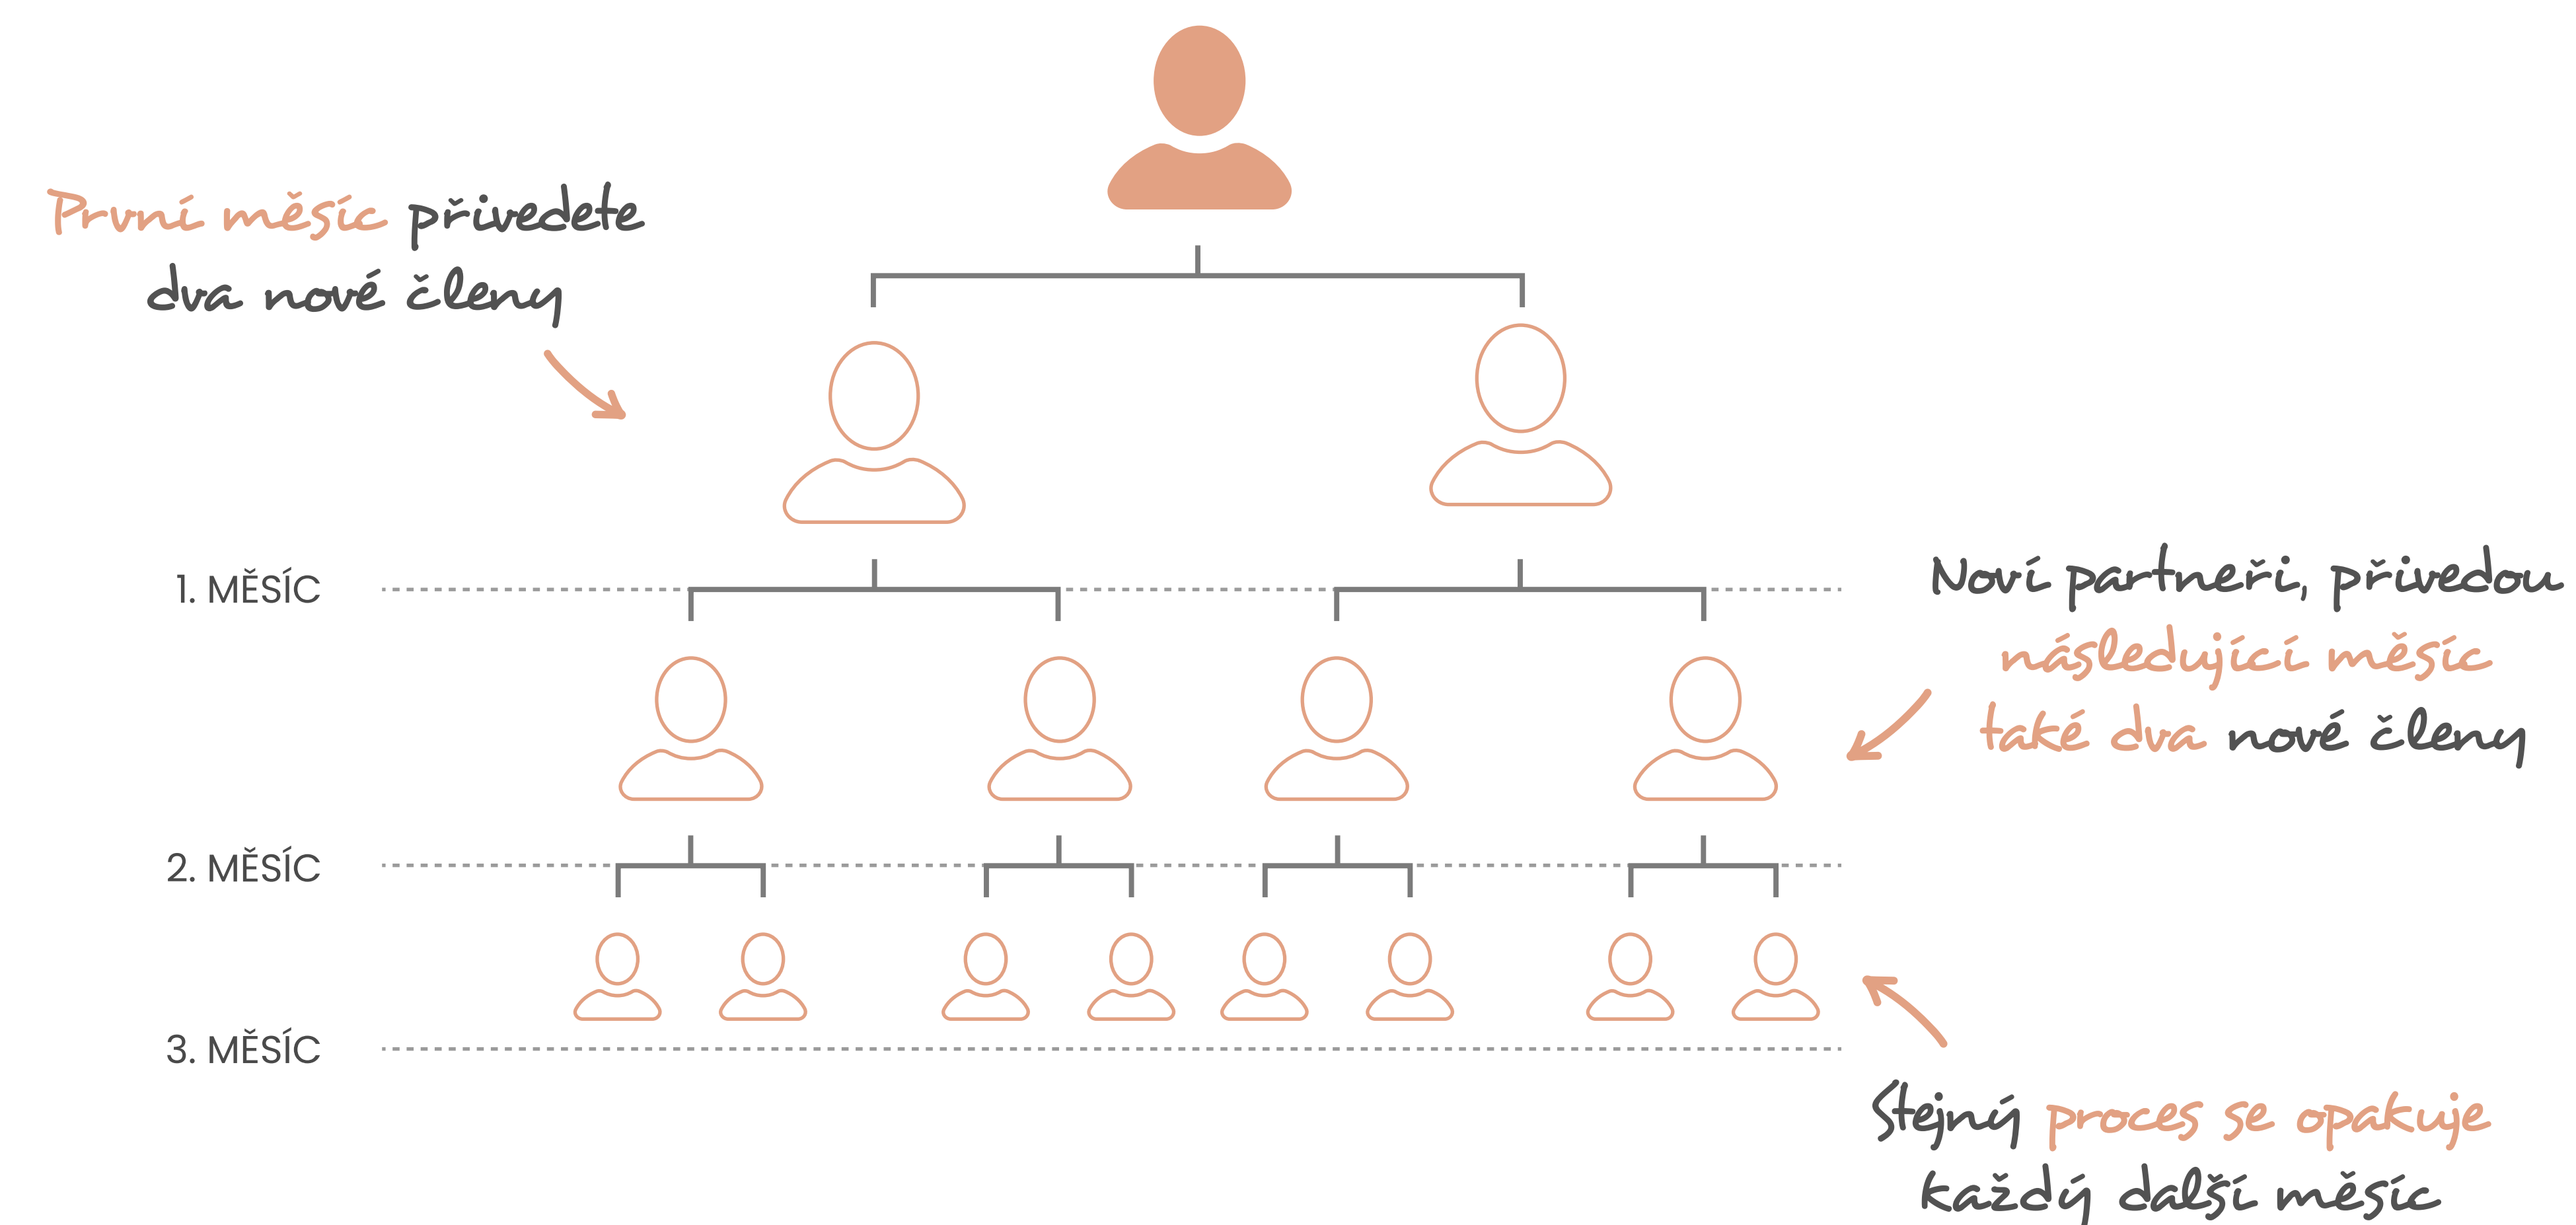 První měsíc přivedete
dva nové členy
1. MĚSÍC
Noví partneři, přivedou
následující měsíc
také dva nové členy
2. MĚSÍC
3. MĚSÍC
Stejný proces se opakuje
každý další měsíc